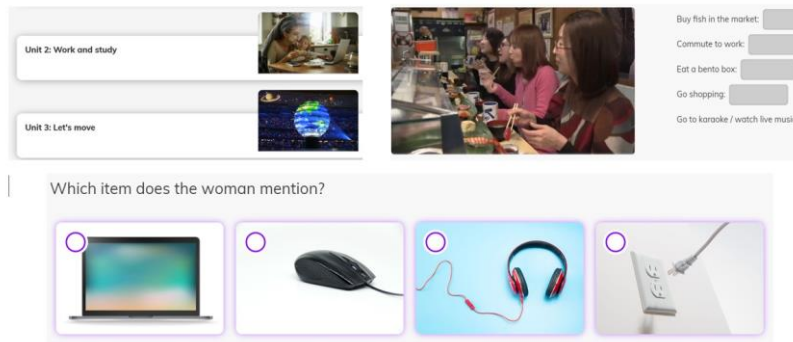 Unit 2: Work and study
Unit 3: Let's move
Buy fish in the market:
Commute to work:
Eat a bento box:
Go shopping:
Go to karaoke / watch live
Which item does the woman mention?